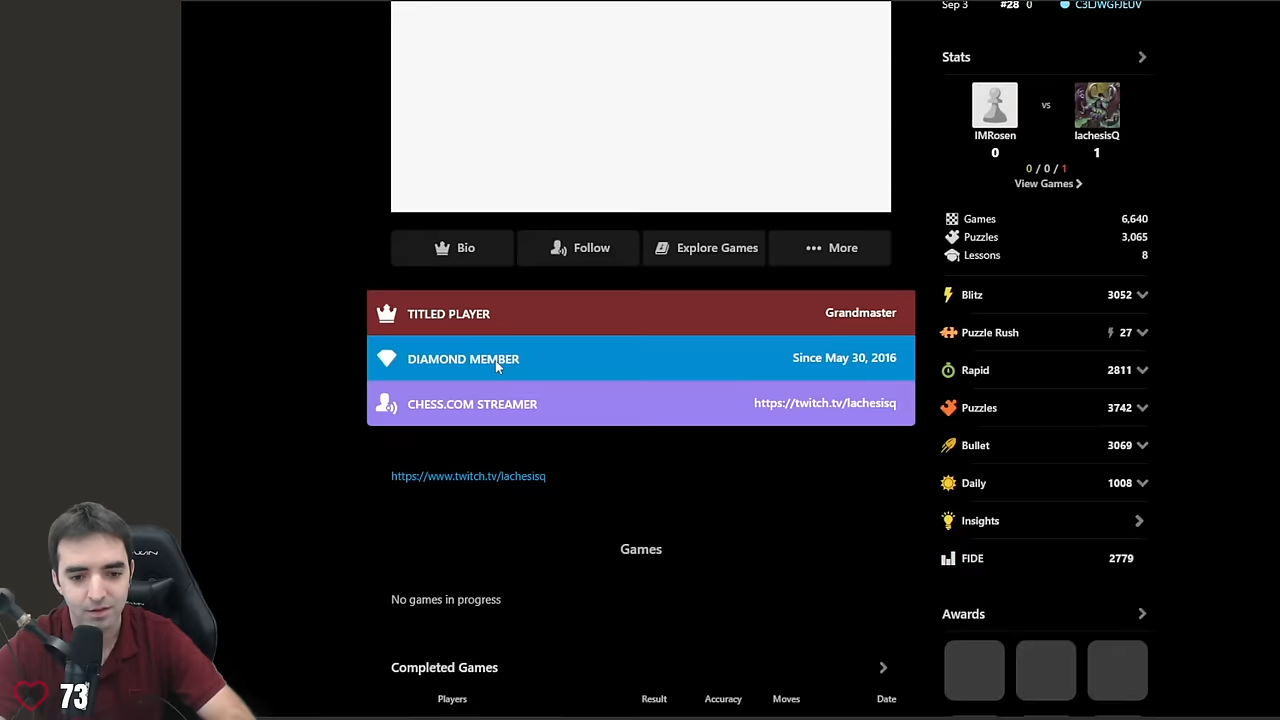 Sep 3 #28 0 C3LJWGFJEUV
Stats
vs
IMRosen lachesisQ
0 1
0 / 0 / 1
View Games
Bio Follow Explore Games More
Games 6,640
Puzzles 3,065
Lessons 8
TITLED PLAYER Grandmaster
DIAMOND MEMBER Since May 30, 2016
CHESS.COM STREAMER https://twitch.tv/lachesisq
Blitz 3052
Puzzle Rush 27
Rapid 2811
Puzzles 3742
Bullet 3069
Daily 1008
Insights
FIDE 2779
https://www.twitch.tv/lachesisq
Games
No games in progress
Awards
Completed Games
Players Result Accuracy Moves Date
73